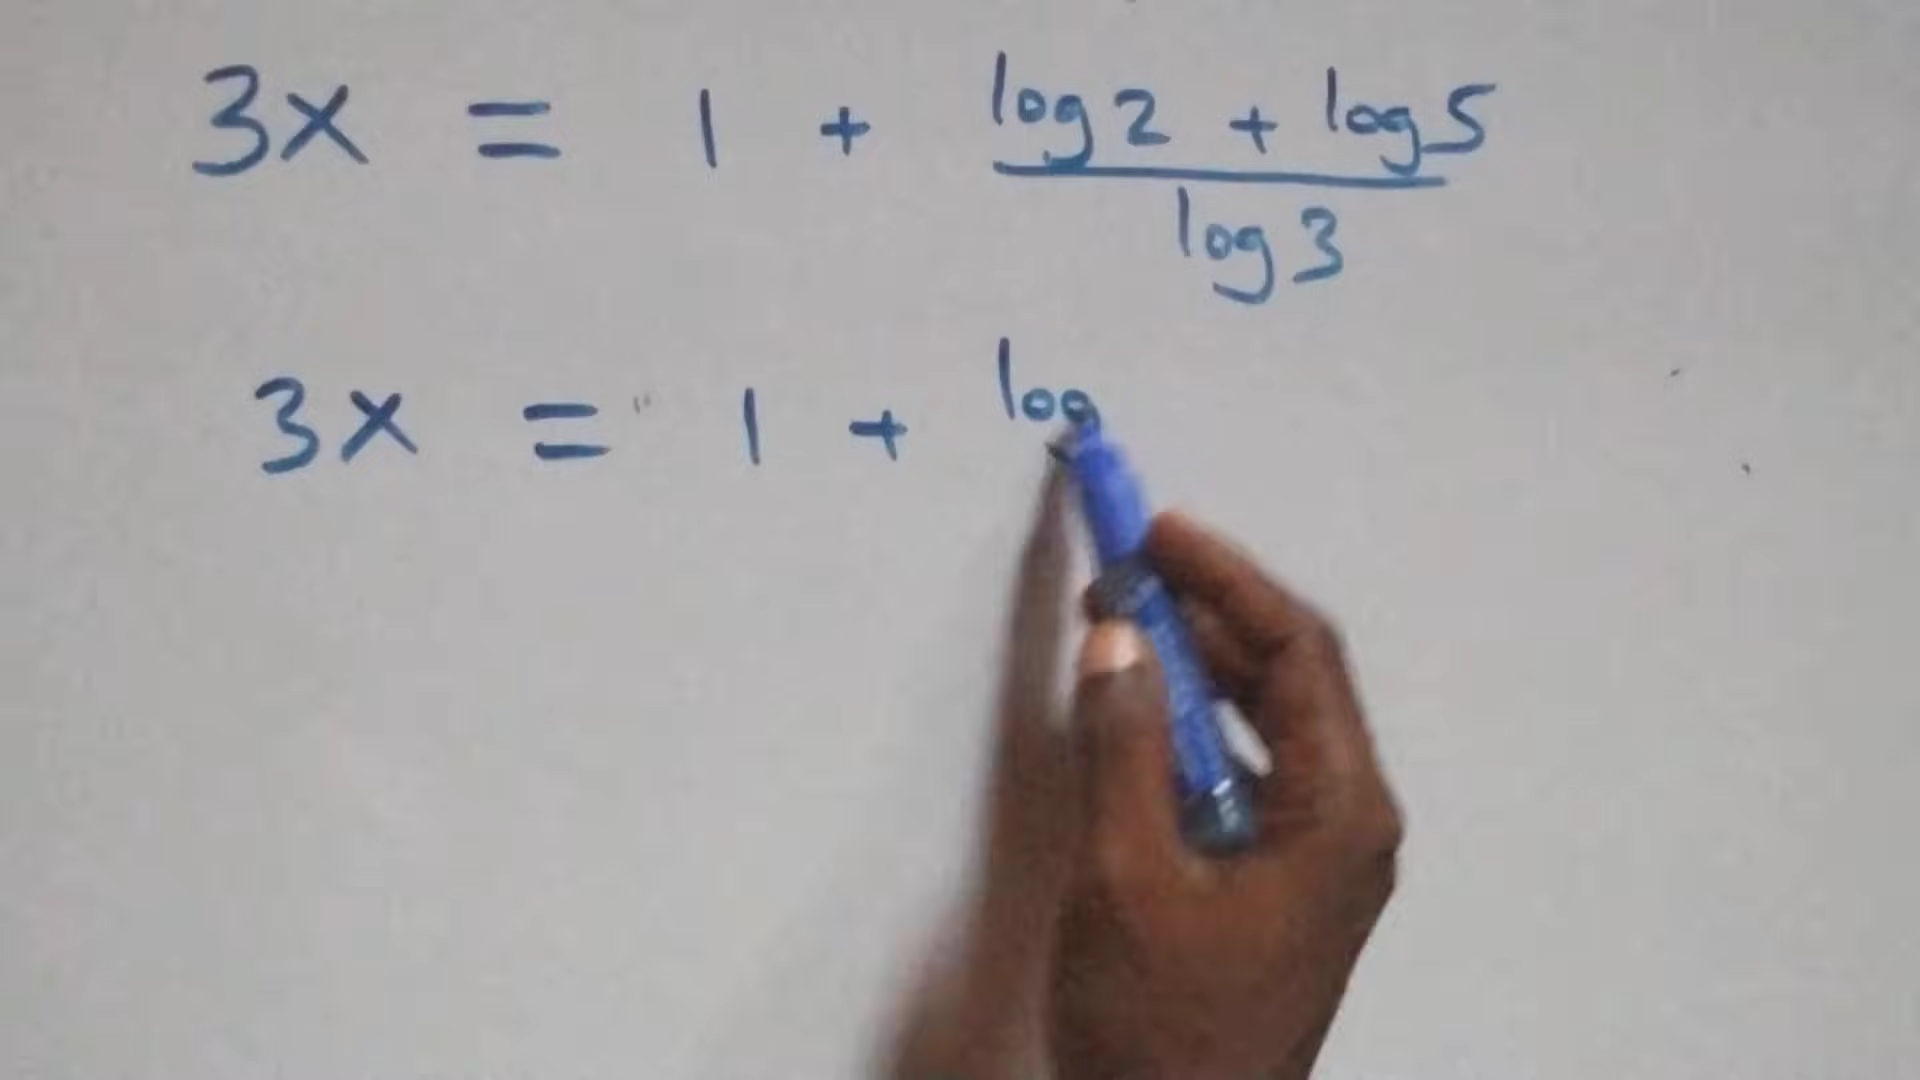 3x = 1 + (log 2 + log 5) / log 3
3x = 1 + log